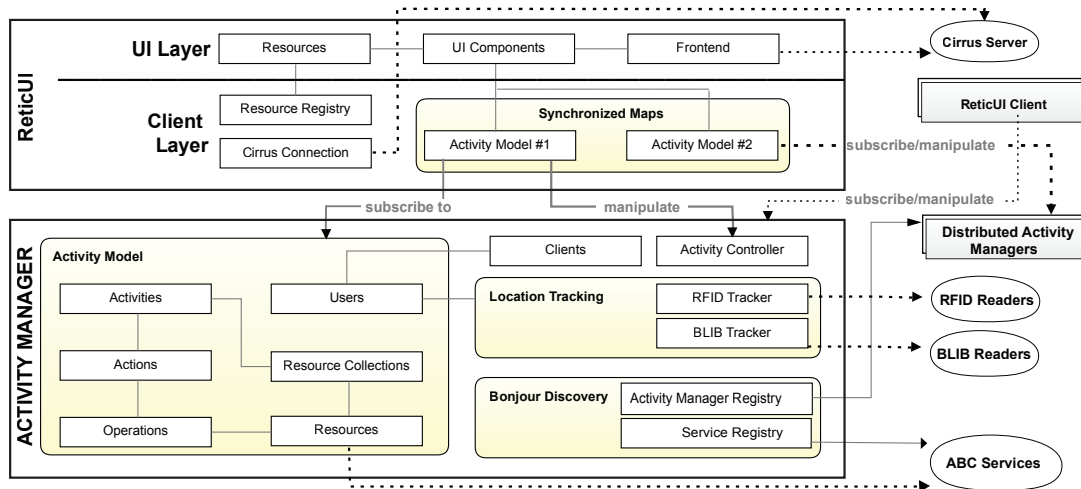 UI Layer
Resources
UI Components
Frontend
Cirrus Server
ReticUI
Client
Layer
Resource Registry
Cirrus Connection
Synchronized Maps
Activity Model #1
Activity Model #2
ReticUI Client
subscribe/manipulate
subscribe/manipulate
subscribe to
manipulate
ACTIVITY MANAGER
Activity Model
Activities
Users
Actions
Resource Collections
Operations
Resources
Clients
Activity Controller
Location Tracking
RFID Tracker
BLIB Tracker
Bonjour Discovery
Activity Manager Registry
Service Registry
Distributed Activity
Managers
RFID Readers
BLIB Readers
ABC Services